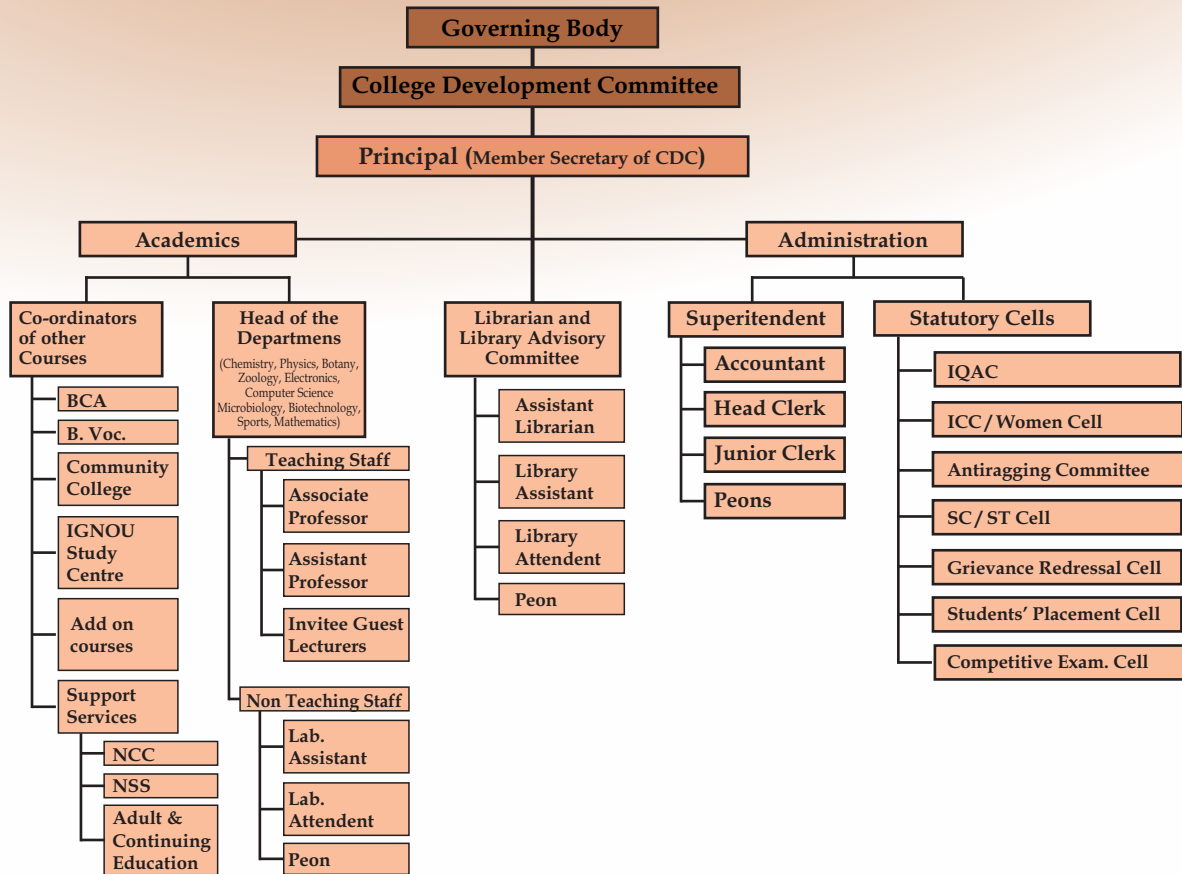 Governing Body
College Development Committee
Principal (Member Secretary of CDC)
Academics
Administration
Co-ordinators
of other
Courses
BCA
B. Voc.
Community
College
IGNOU
Study
Centre
Add on
courses
Support
Services
NCC
NSS
Adult &
Continuing
Education
Head of the
Departmens
(Chemistry, Physics, Botany,
Zoology, Electronics,
Computer Science
Microbiology, Biotechnology,
Sports, Mathematics)
Teaching Staff
Associate
Professor
Assistant
Professor
Invitee Guest
Lecturers
Non Teaching Staff
Lab.
Assistant
Lab.
Attendent
Peon
Librarian and
Library Advisory
Committee
Assistant
Librarian
Library
Assistant
Library
Attendent
Peon
Superitendent
Accountant
Head Clerk
Junior Clerk
Peons
Statutory Cells
IQAC
ICC / Women Cell
Antiragging Committee
SC / ST Cell
Grievance Redressal Cell
Students’ Placement Cell
Competitive Exam. Cell